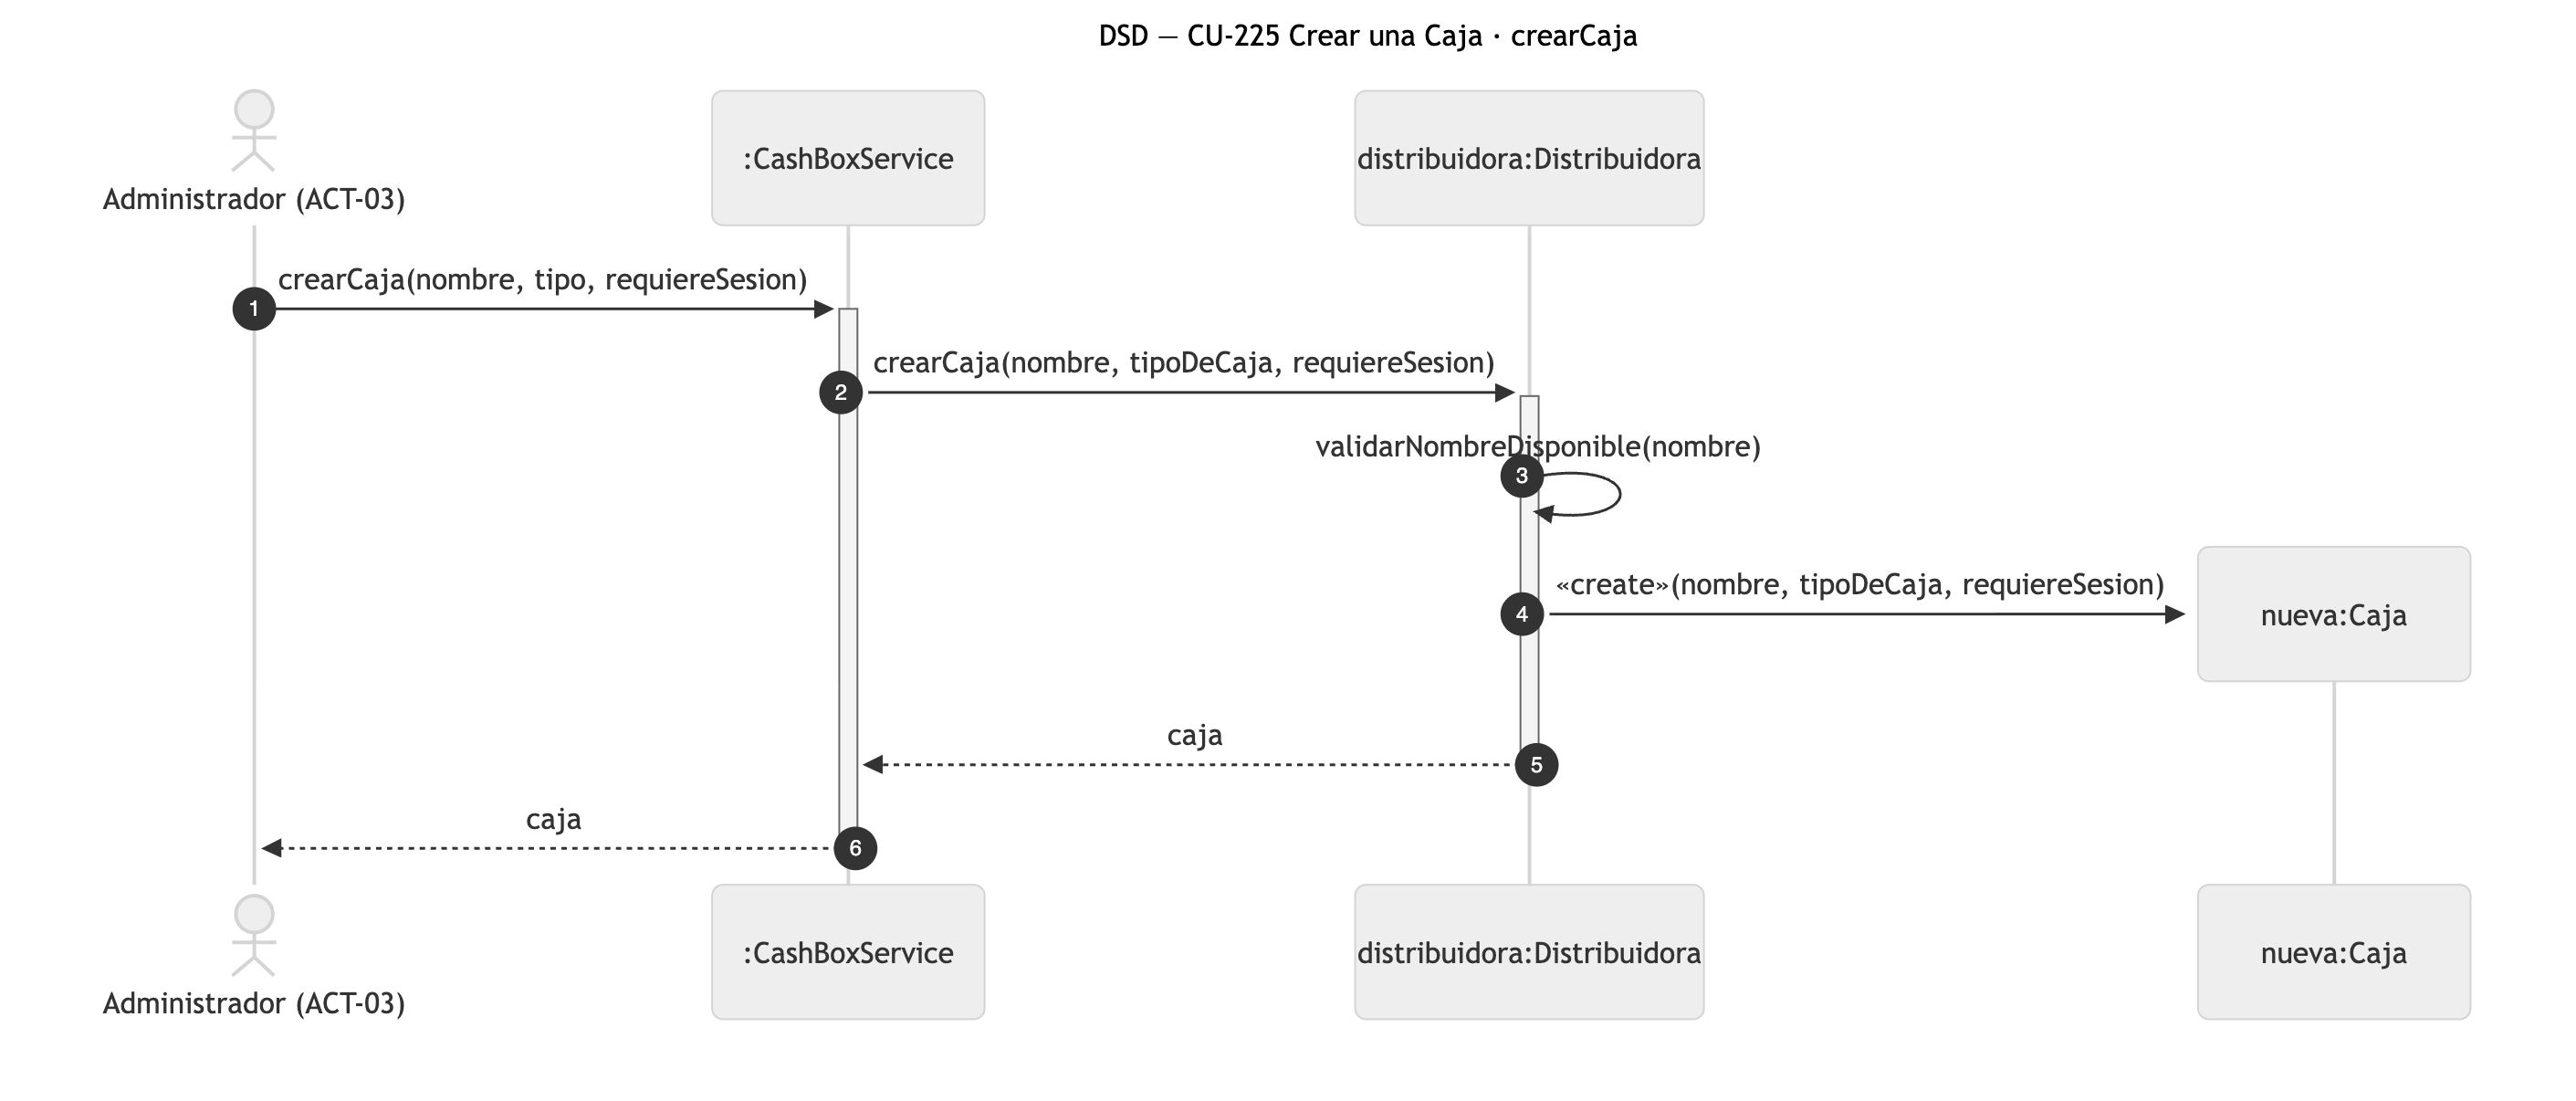 DSD — CU-225 Crear una Caja · crearCaja
Administrador (ACT-03)
:CashBoxService
distribuidora:Distribuidora
crearCaja(nombre, tipo, requiereSesion)
1
crearCaja(nombre, tipoDeCaja, requiereSesion)
2
validarNombreDisponible(nombre)
3
«create»(nombre, tipoDeCaja, requiereSesion)
4
nueva:Caja
caja
5
caja
6
Administrador (ACT-03)
:CashBoxService
distribuidora:Distribuidora
nueva:Caja